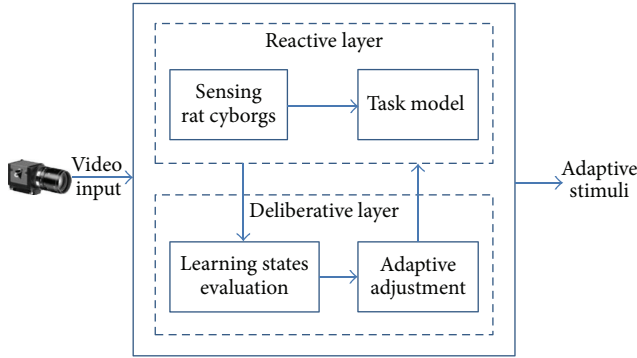 Reactive layer
Sensing
rat cyborgs
Task model
Video
input
Adaptive
stimuli
Deliberative layer
Learning states
evaluation
Adaptive
adjustment